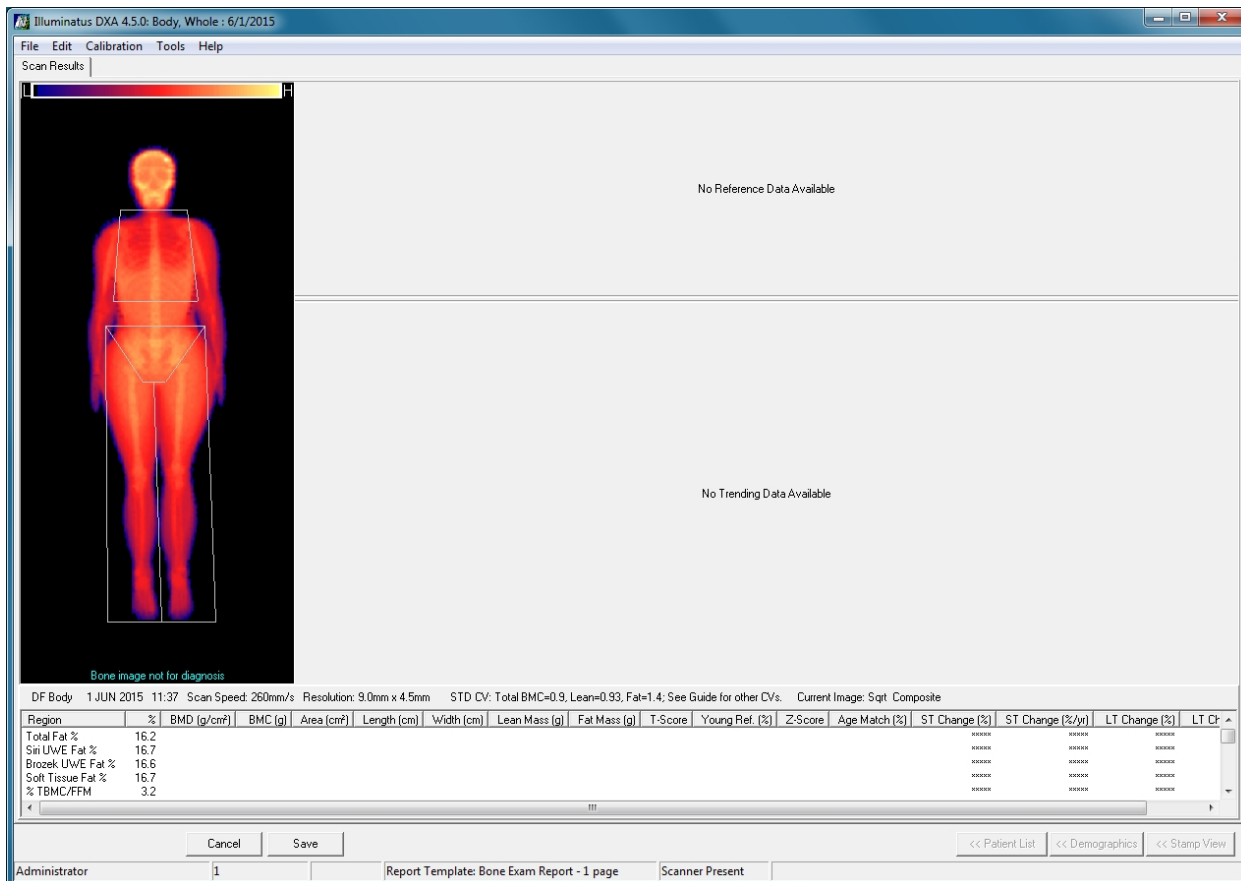 Illuminatus DXA 4.5.0: Body, Whole : 6/1/2015
File Edit Calibration Tools Help
Scan Results
L H
No Reference Data Available
No Trending Data Available
Bone image not for diagnosis
DF Body 1 JUN 2015 11:37 Scan Speed: 260mm/s Resolution: 9.0mm x 4.5mm STD CV: Total BMC=0.9, Lean=0.93, Fat=1.4; See Guide for other CVs. Current Image: Sqrt Composite
Region % BMD (g/cm²) BMC (g) Area (cm²) Length (cm) Width (cm) Lean Mass (g) Fat Mass (g) T-Score Young Ref. (%) Z-Score Age Match (%) ST Change (%) ST Change (%/yr) LT Change (%) LT Ch
Total Fat % 16.2 ***** ***** *****
Siri UWE Fat % 16.7 ***** ***** *****
Brozek UWE Fat % 16.6 ***** ***** *****
Soft Tissue Fat % 16.7 ***** ***** *****
% TBMC/FFM 3.2 ***** ***** *****
Cancel Save << Patient List << Demographics << Stamp View
Administrator 1 Report Template: Bone Exam Report - 1 page Scanner Present